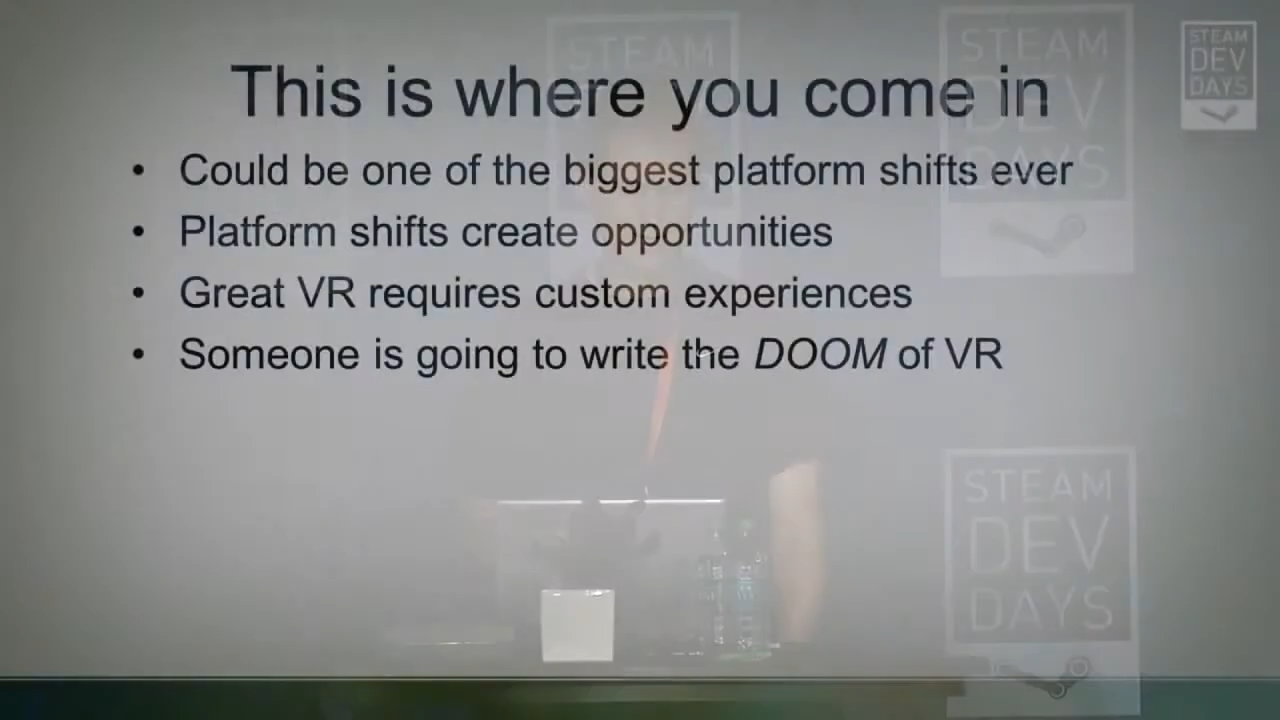 This is where you come in
• Could be one of the biggest platform shifts ever
• Platform shifts create opportunities
• Great VR requires custom experiences
• Someone is going to write the DOOM of VR
STEAM
DEV
DAYS
STEAM
DEV
DAYS
STEAM
DEV
DAYS
STEAM